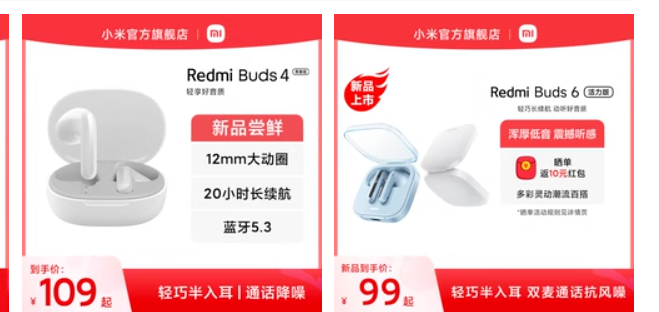 小米官方旗舰店
Redmi Buds 4
轻享好音质
新品尝鲜
12mm大动圈
20小时长续航
蓝牙5.3
到手价:
¥109起
轻巧半入耳|通话降噪
小米官方旗舰店
新品
上市
Redmi Buds 6 活力版
轻巧长续航 动听好音质
浑厚低音 震撼听感
晒单
返10元红包
多彩灵动潮流百搭
*晒单活动规则见详情页
新品到手价:
¥99起
轻巧半入耳 双麦通话抗风噪